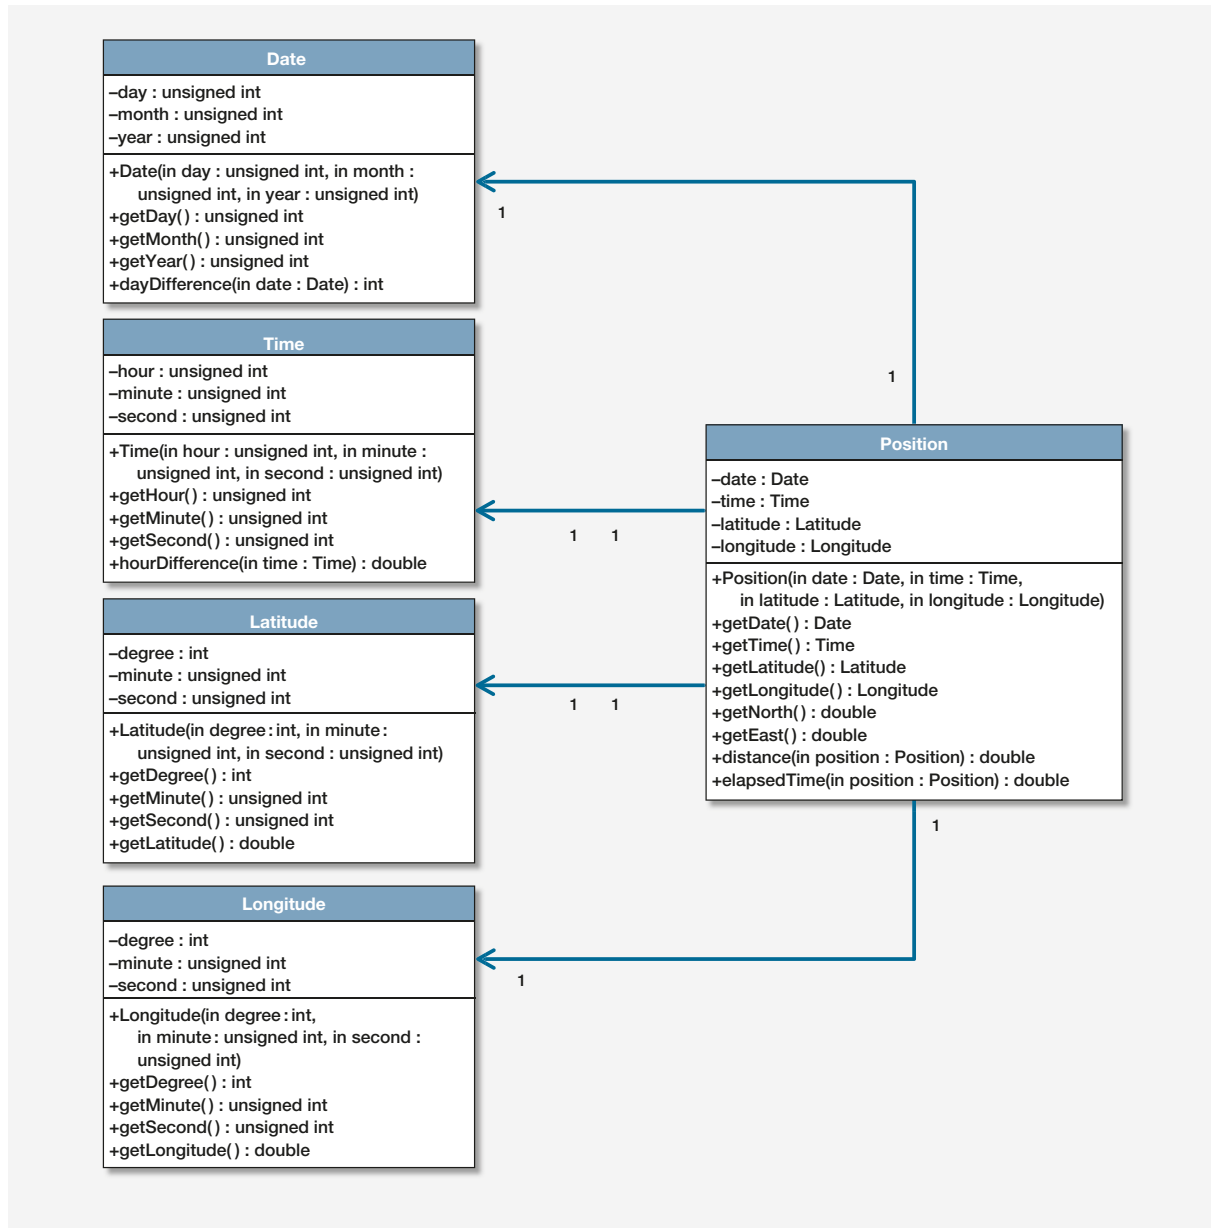 Date
–day : unsigned int
–month : unsigned int
–year : unsigned int
+Date(in day : unsigned int, in month :
unsigned int, in year : unsigned int)
+getDay() : unsigned int
+getMonth() : unsigned int
+getYear() : unsigned int
+dayDifference(in date : Date) : int
1
1
Time
–hour : unsigned int
–minute : unsigned int
–second : unsigned int
+Time(in hour : unsigned int, in minute :
unsigned int, in second : unsigned int)
+getHour() : unsigned int
+getMinute() : unsigned int
+getSecond() : unsigned int
+hourDifference(in time : Time) : double
1 1
Latitude
–degree : int
–minute : unsigned int
–second : unsigned int
+Latitude(in degree : int, in minute :
unsigned int, in second : unsigned int)
+getDegree() : int
+getMinute() : unsigned int
+getSecond() : unsigned int
+getLatitude() : double
1 1
Longitude
–degree : int
–minute : unsigned int
–second : unsigned int
+Longitude(in degree : int,
in minute : unsigned int, in second :
unsigned int)
+getDegree() : int
+getMinute() : unsigned int
+getSecond() : unsigned int
+getLongitude() : double
1
Position
–date : Date
–time : Time
–latitude : Latitude
–longitude : Longitude
+Position(in date : Date, in time : Time,
in latitude : Latitude, in longitude : Longitude)
+getDate() : Date
+getTime() : Time
+getLatitude() : Latitude
+getLongitude() : Longitude
+getNorth() : double
+getEast() : double
+distance(in position : Position) : double
+elapsedTime(in position : Position) : double
1